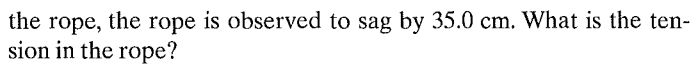 the rope, the rope is observed to sag by 35.0 cm. What is the ten-
sion in the rope?